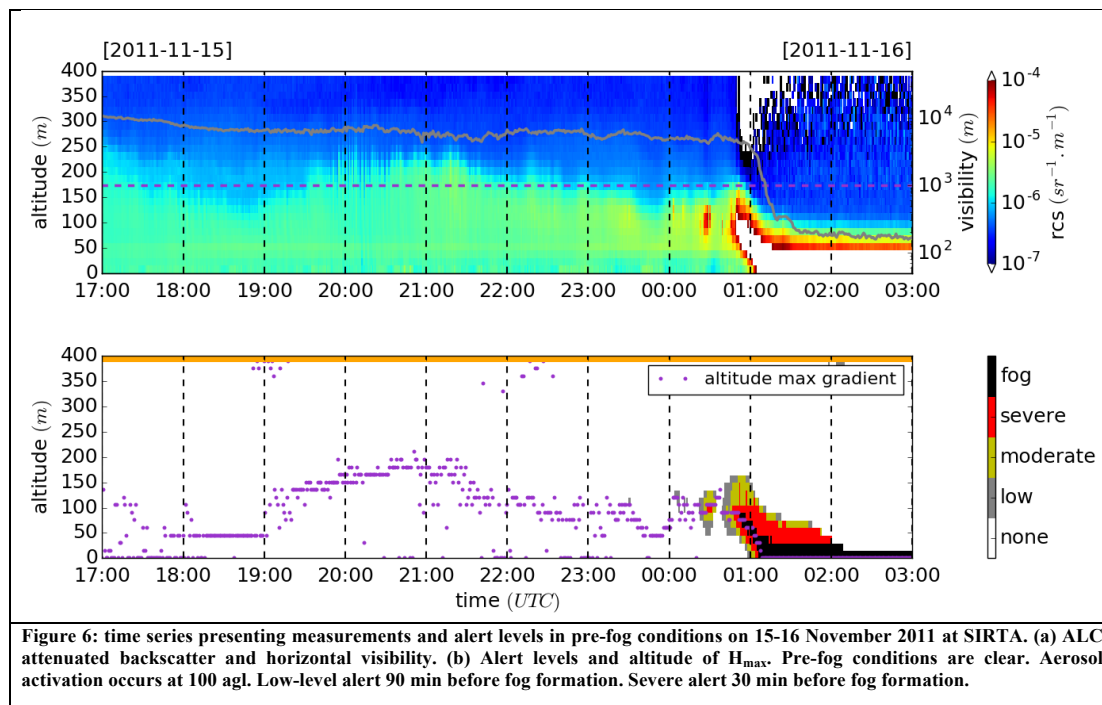 [2011-11-15] [2011-11-16]
400
350
300
250
200
150
100
50
0
altitude (m)
17:00 18:00 19:00 20:00 21:00 22:00 23:00 00:00 01:00 02:00 03:00
10^4
10^3
10^2
visibility (m)
10^-4
10^-5
10^-6
10^-7
rcs (sr^-1.m^-1)
400
350
300
250
200
150
100
50
0
altitude (m)
altitude max gradient
17:00 18:00 19:00 20:00 21:00 22:00 23:00 00:00 01:00 02:00 03:00
time (UTC)
fog
severe
moderate
low
none
Figure 6: time series presenting measurements and alert levels in pre-fog conditions on 15-16 November 2011 at SIRTA. (a) ALC
attenuated backscatter and horizontal visibility. (b) Alert levels and altitude of Hmax. Pre-fog conditions are clear. Aerosol
activation occurs at 100 agl. Low-level alert 90 min before fog formation. Severe alert 30 min before fog formation.